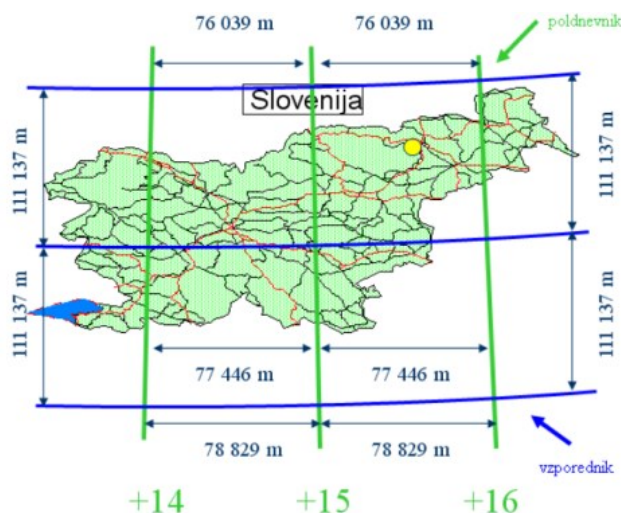 76 039 m
76 039 m
poldnevnik
Slovenija
111 137 m
111 137 m
111 137 m
111 137 m
77 446 m
77 446 m
78 829 m
78 829 m
vzporednik
+14
+15
+16